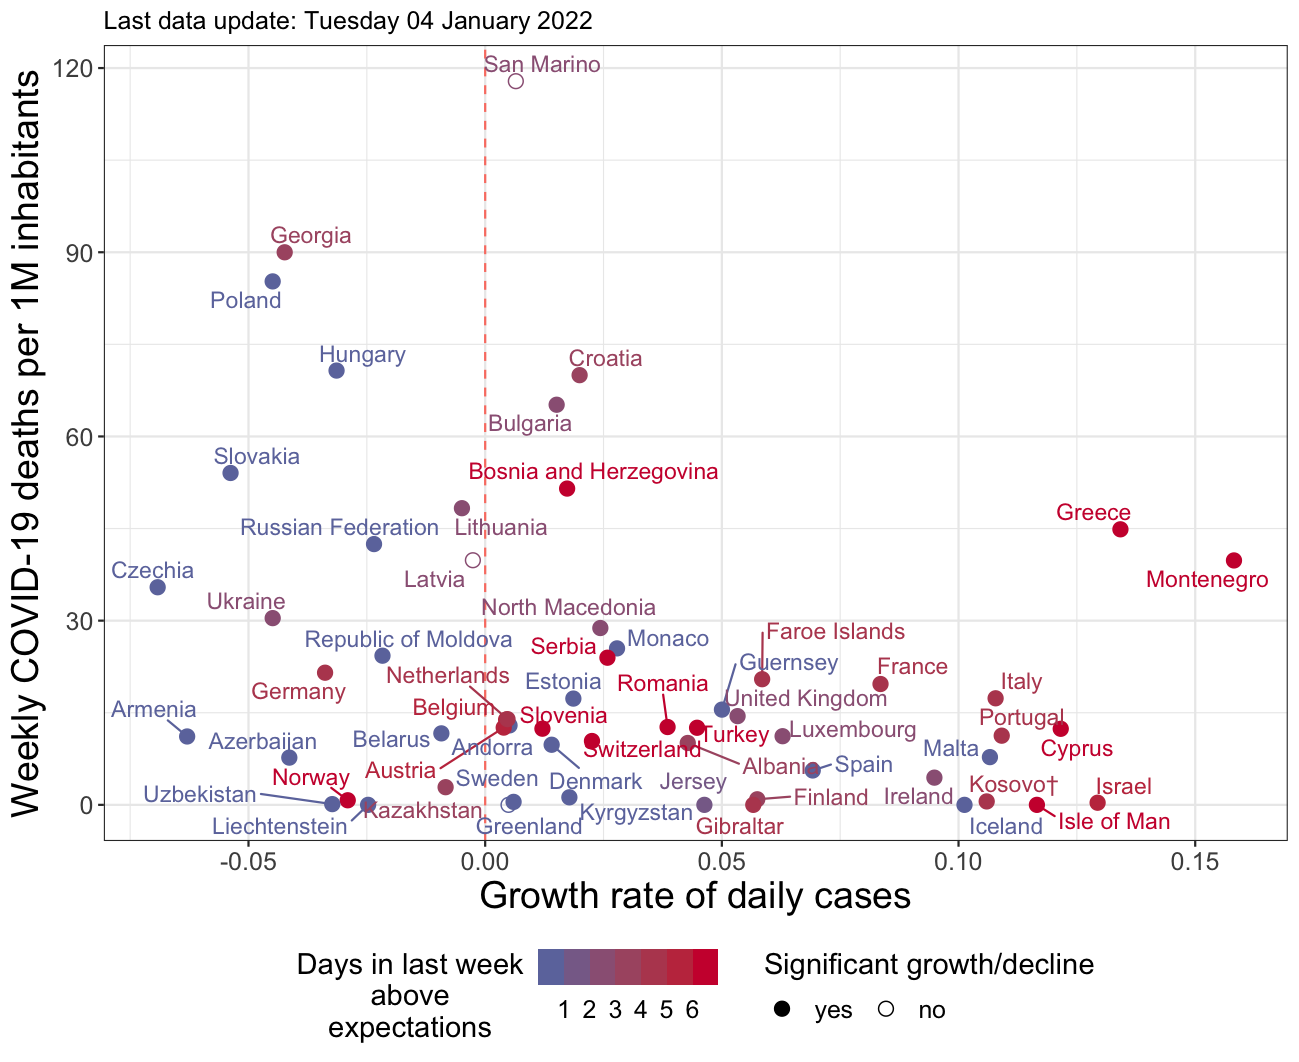 Last data update: Tuesday 04 January 2022
Weekly COVID-19 deaths per 1M inhabitants
120
90
60
30
0
San Marino
Georgia
Poland
Hungary
Croatia
Bulgaria
Slovakia
Bosnia and Herzegovina
Greece
Russian Federation
Lithuania
Czechia
Latvia
Montenegro
Ukraine
North Macedonia
Republic of Moldova
Serbia
Monaco
Faroe Islands
Guernsey
France
Germany
Netherlands
Estonia
Romania
Italy
Armenia
Belgium
Slovenia
United Kingdom
Portugal
Azerbaijan
Belarus
Andorra
Switzerland
Turkey
Luxembourg
Malta
Cyprus
Norway
Austria
Sweden
Denmark
Jersey
Albania
Spain
Uzbekistan
Kazakhstan
Finland
Ireland
Kosovo†
Israel
Liechtenstein
Greenland
Kyrgyzstan
Gibraltar
Iceland
Isle of Man
-0.05
0.00
0.05
0.10
0.15
Growth rate of daily cases
Days in last week
above
expectations
1 2 3 4 5 6
Significant growth/decline
yes
no